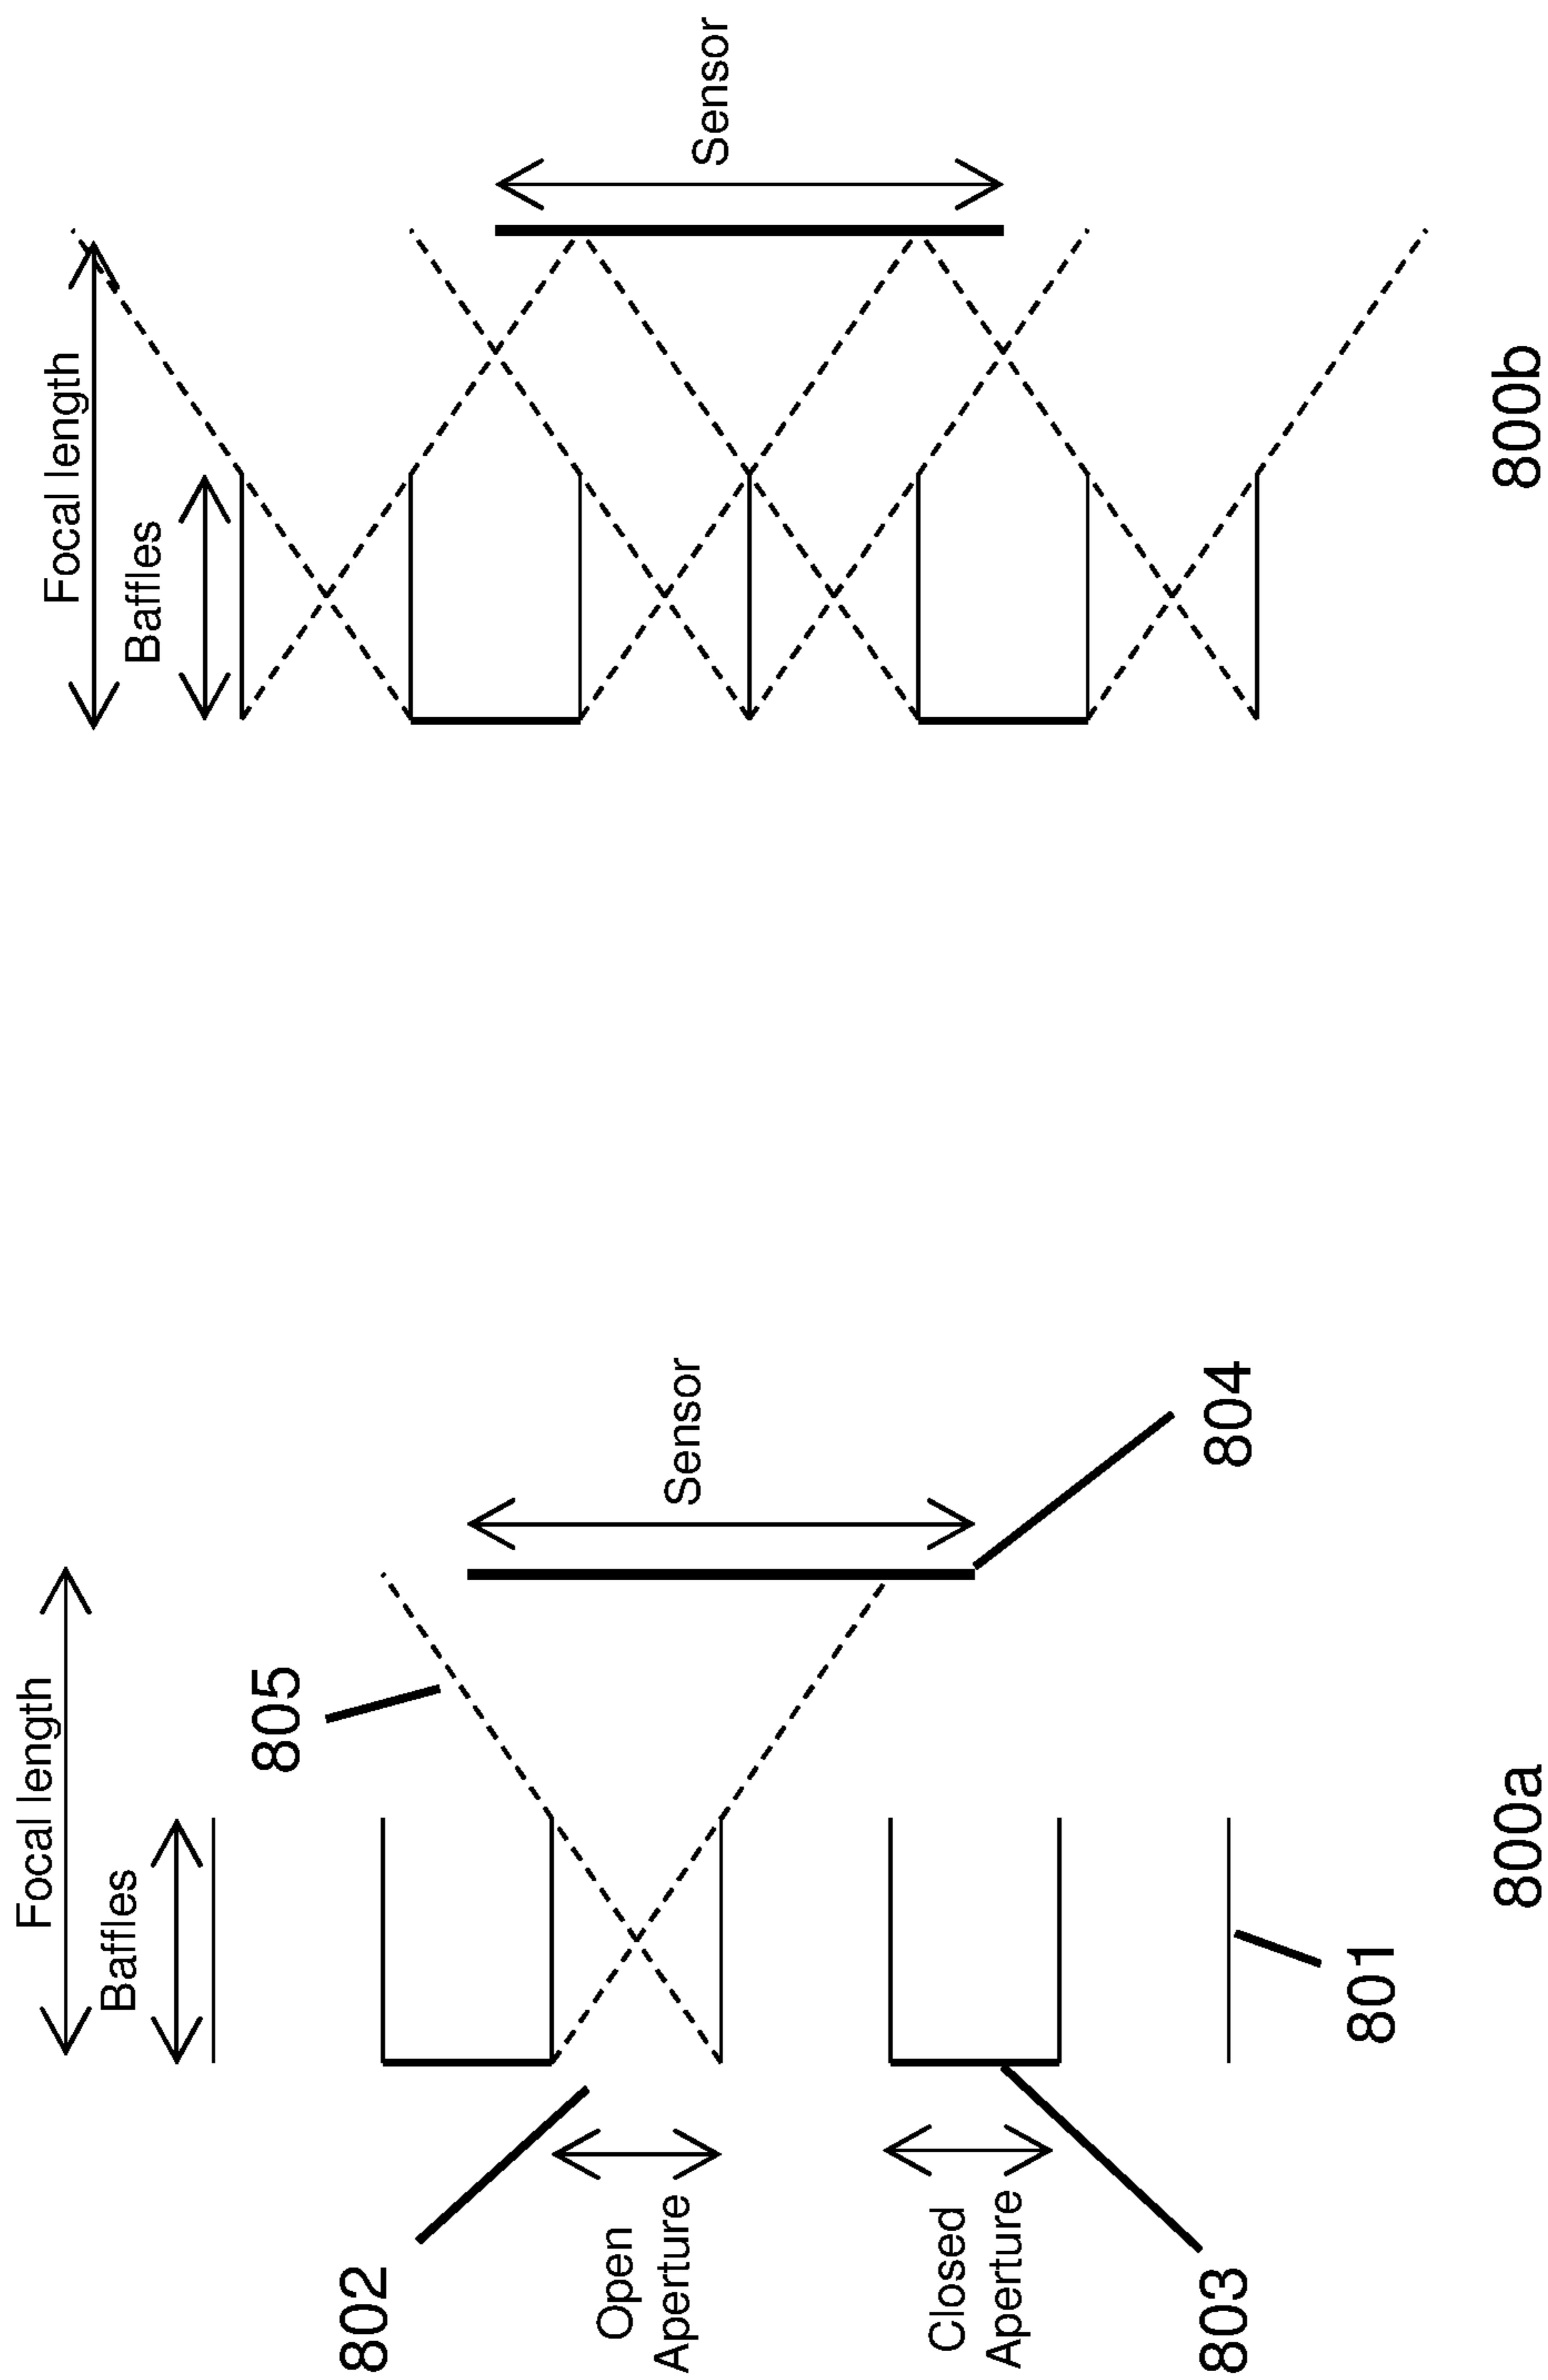 Focal length
Baffles
805
Sensor
802
Open
Aperture
Closed
Aperture
803
801
804
800a
Focal length
Baffles
Sensor
800b